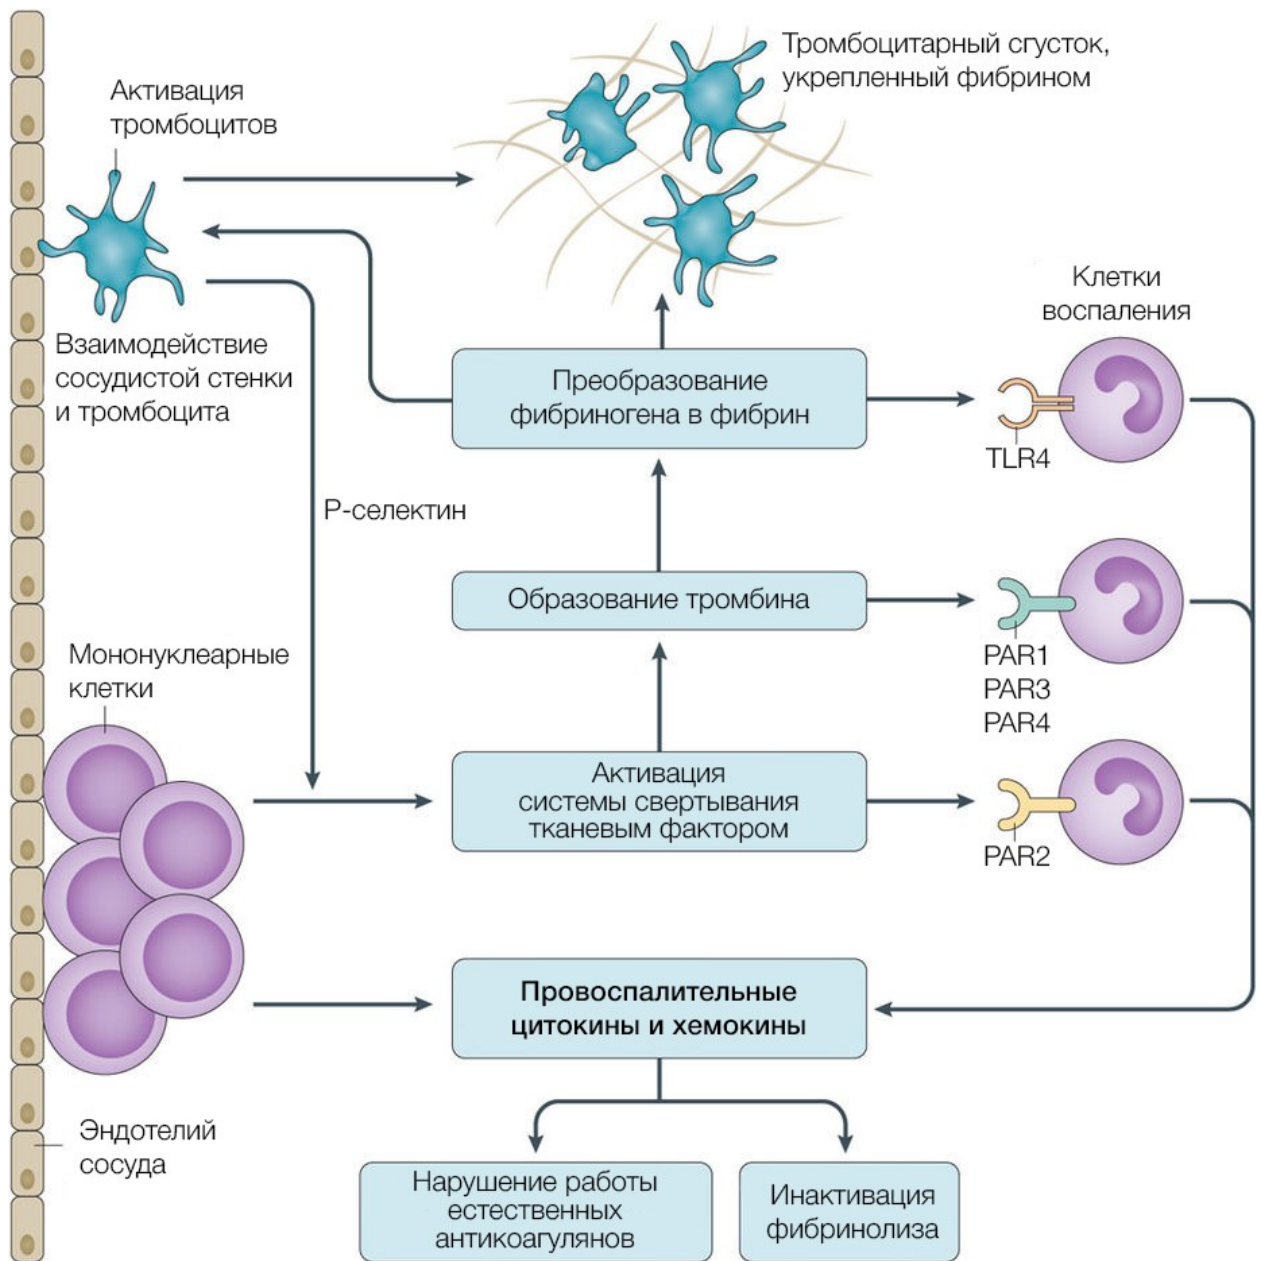 Тромбоцитарный сгусток,
укрепленный фибрином
Активация
тромбоцитов
Клетки
воспаления
Взаимодействие
сосудистой стенки
и тромбоцита
Преобразование
фибриногена в фибрин
TLR4
Р-селектин
Образование тромбина
PAR1
PAR3
PAR4
Мононуклеарные
клетки
Активация
системы свертывания
тканевым фактором
PAR2
Провоспалительные
цитокины и хемокины
Эндотелий
сосуда
Нарушение работы
естественных
антикоагулянов
Инактивация
фибринолиза